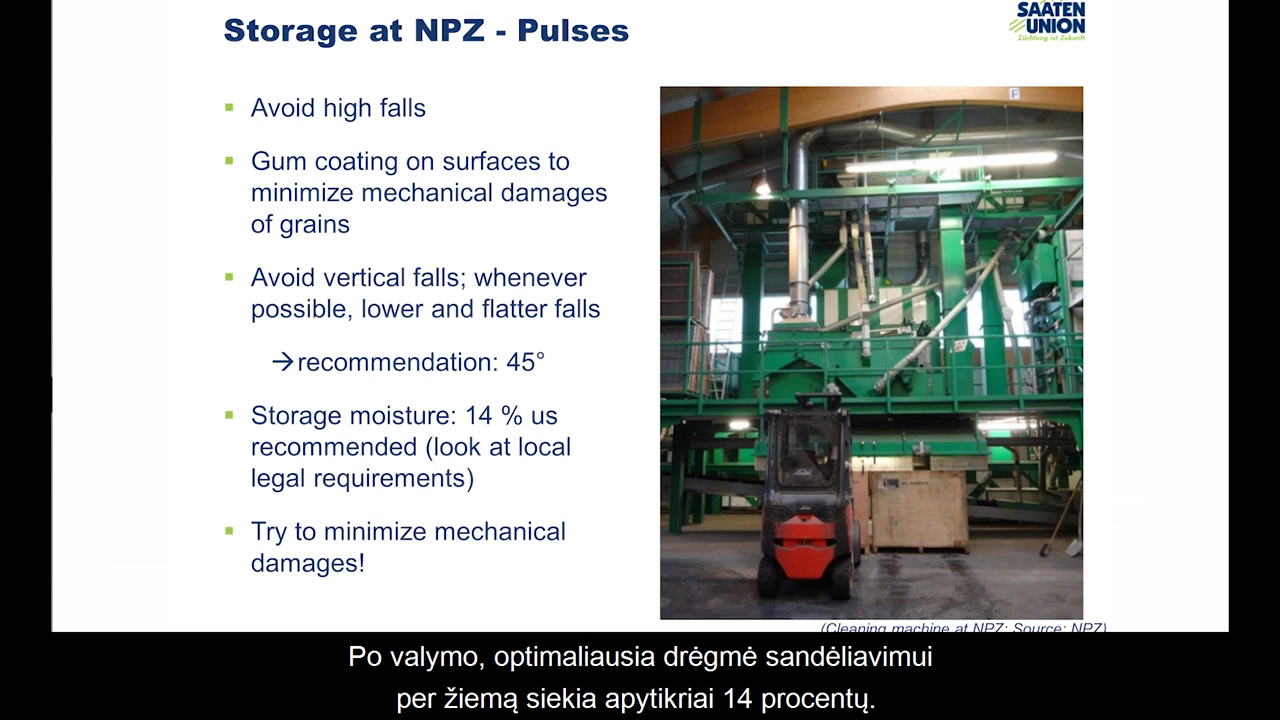 Storage at NPZ - Pulses
SAATEN
UNION
Züchtung ist Zukunft
Avoid high falls
Gum coating on surfaces to
minimize mechanical damages
of grains
Avoid vertical falls; whenever
possible, lower and flatter falls
→recommendation: 45°
Storage moisture: 14 % us
recommended (look at local
legal requirements)
Try to minimize mechanical
damages!
F
(Cleaning machine at NPZ; Source: NPZ)
Po valymo, optimaliausia drėgmė sandėliavimui
per žiemą siekia apytikriai 14 procentų.